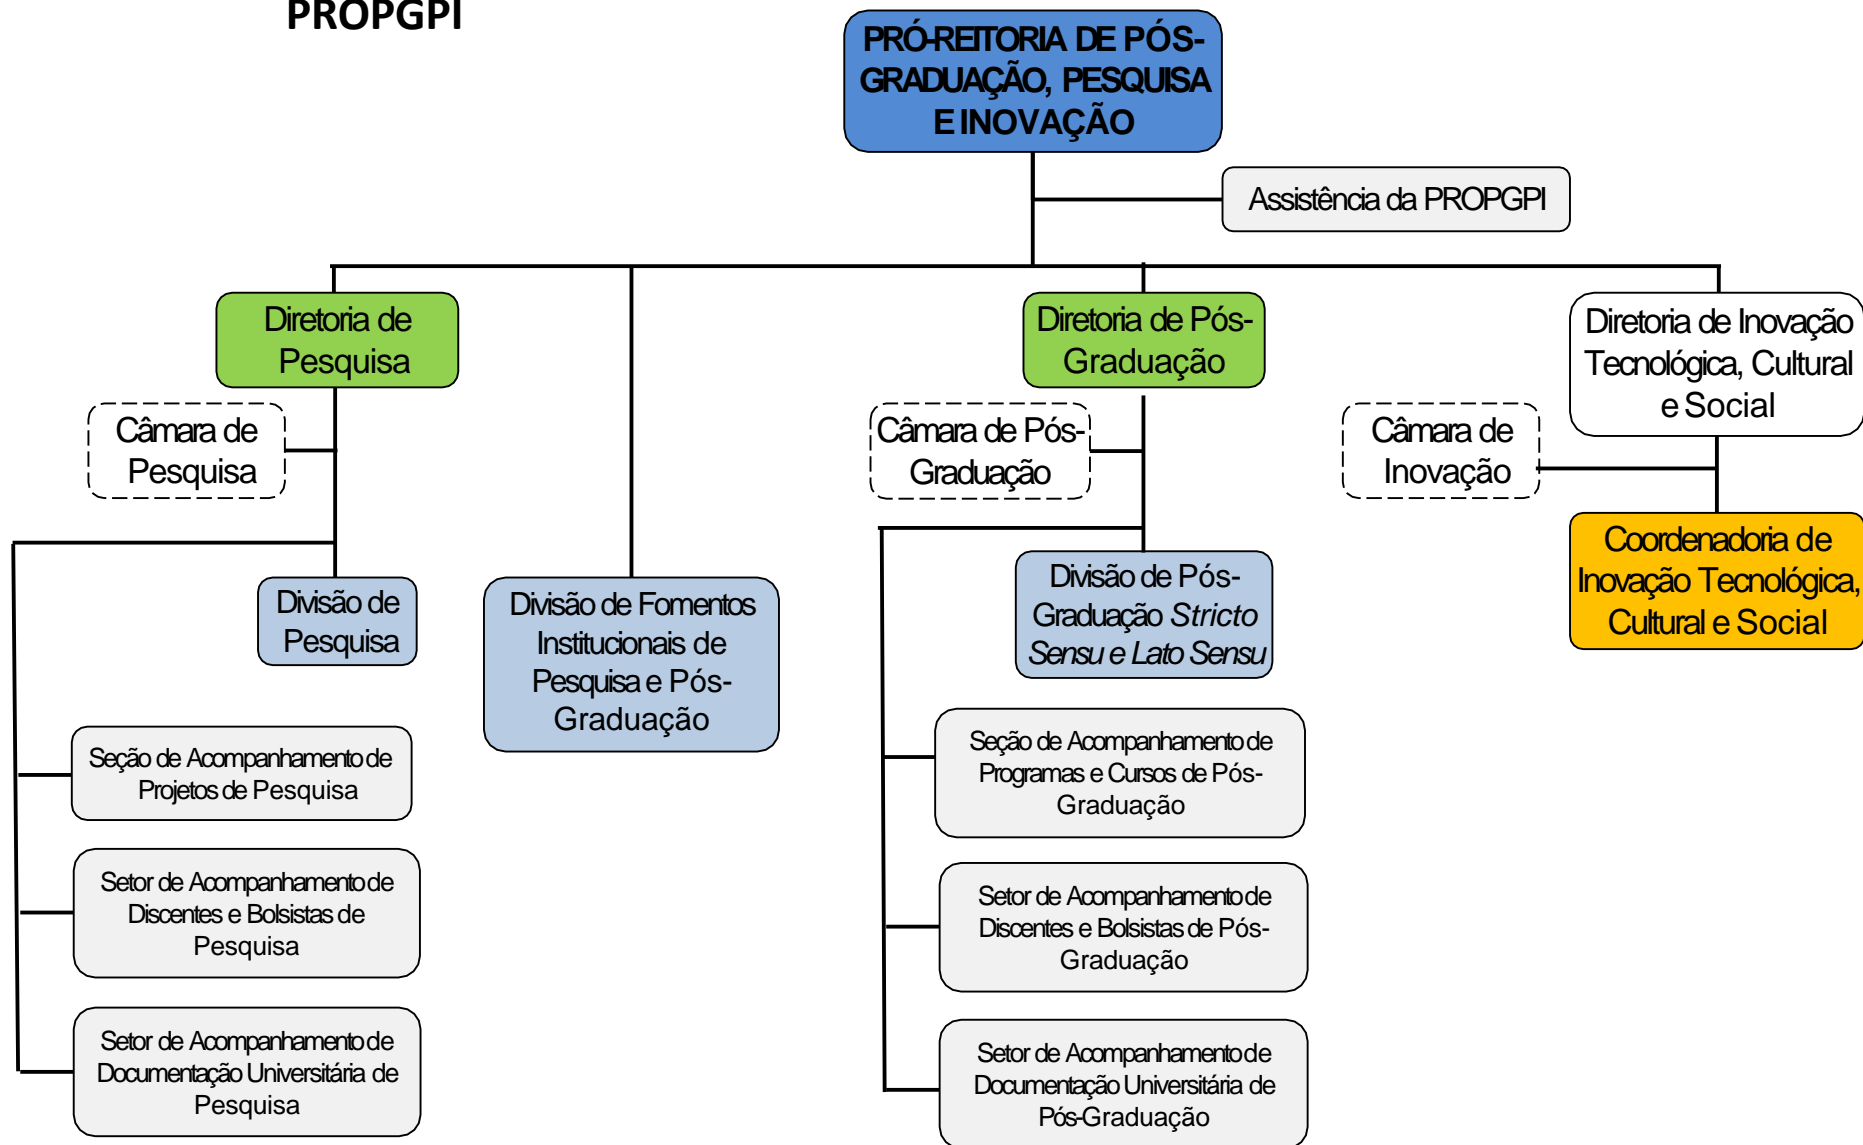 PROPGPI
PRÓ-REITORIA DE PÓS-
GRADUAÇÃO, PESQUISA
E INOVAÇÃO
Assistência da PROPGPI
Diretoria de
Pesquisa
Diretoria de Pós-
Graduação
Diretoria de Inovação
Tecnológica, Cultural
e Social
Câmara de
Pesquisa
Câmara de Pós-
Graduação
Câmara de
Inovação
Divisão de
Pesquisa
Divisão de Fomentos
Institucionais de
Pesquisa e Pós-
Graduação
Divisão de Pós-
Graduação Stricto
Sensu e Lato Sensu
Coordenadoria de
Inovação Tecnológica,
Cultural e Social
Seção de Acompanhamento de
Projetos de Pesquisa
Setor de Acompanhamento de
Discentes e Bolsistas de
Pesquisa
Setor de Acompanhamento de
Documentação Universitária de
Pesquisa
Seção de Acompanhamento de
Programas e Cursos de Pós-
Graduação
Setor de Acompanhamento de
Discentes e Bolsistas de Pós-
Graduação
Setor de Acompanhamento de
Documentação Universitária de
Pós-Graduação